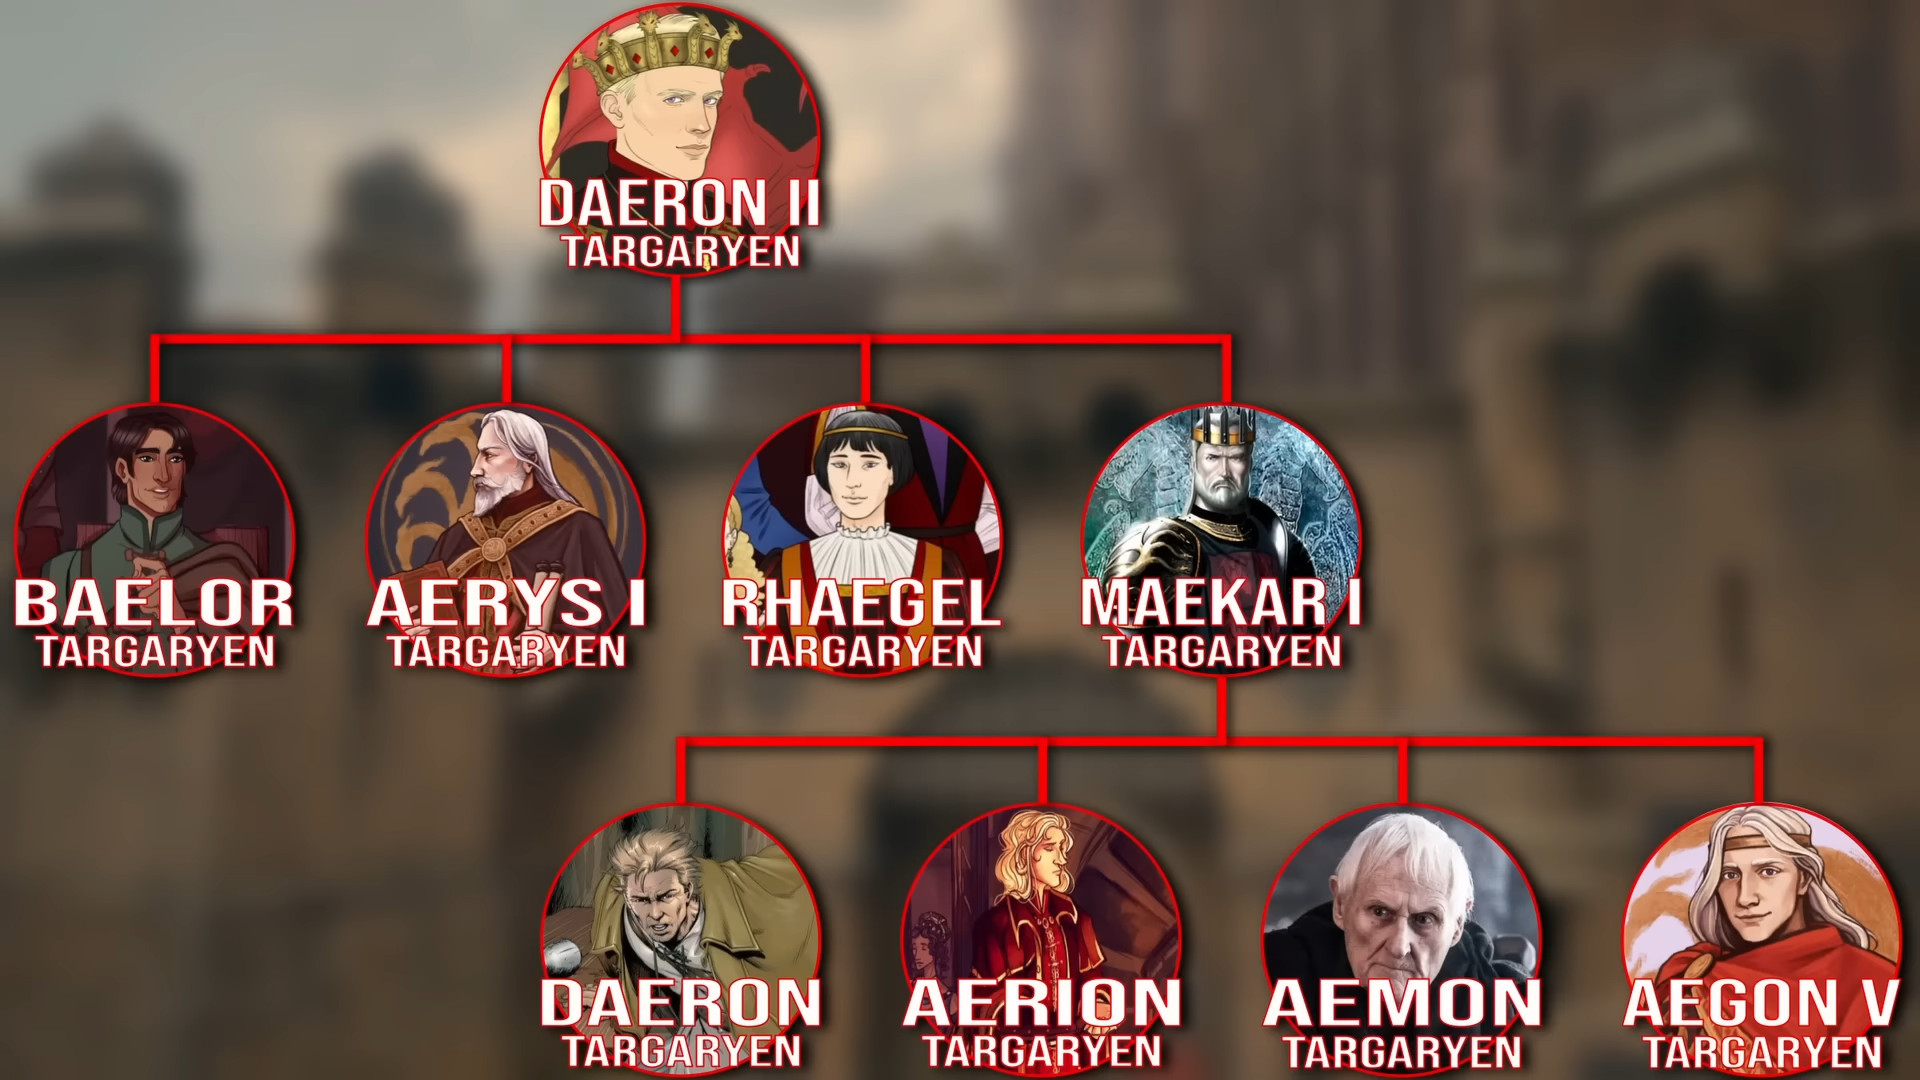 DAERON II
TARGARYEN
BAELOR
TARGARYEN
AERYS I
TARGARYEN
RHAEGEL
TARGARYEN
MAEKAR I
TARGARYEN
DAERON
TARGARYEN
AERION
TARGARYEN
AEMON
TARGARYEN
AEGON V
TARGARYEN